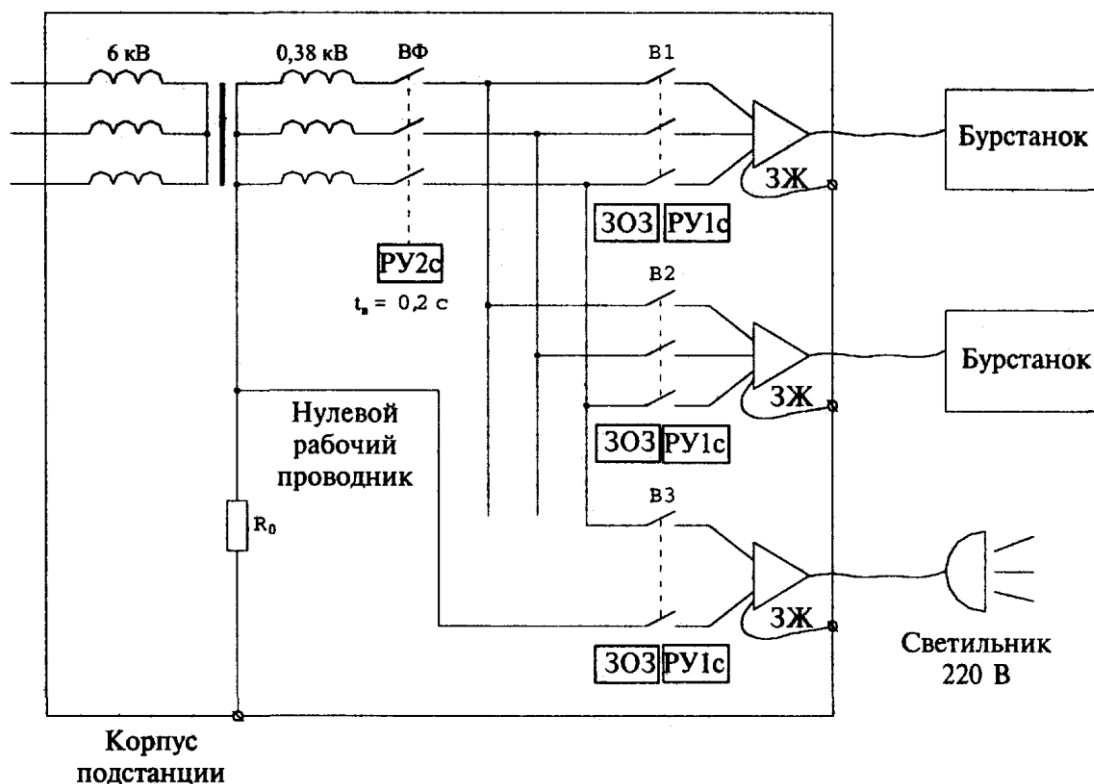 6 кВ
0,38 кВ
ВФ
В1
Бурстанок
ЗЖ
ЗОЗ
РУ1с
РУ2с
tв = 0,2 с
В2
Бурстанок
ЗЖ
ЗОЗ
РУ1с
Нулевой
рабочий
проводник
R0
В3
ЗЖ
ЗОЗ
РУ1с
Светильник
220 В
Корпус
подстанции